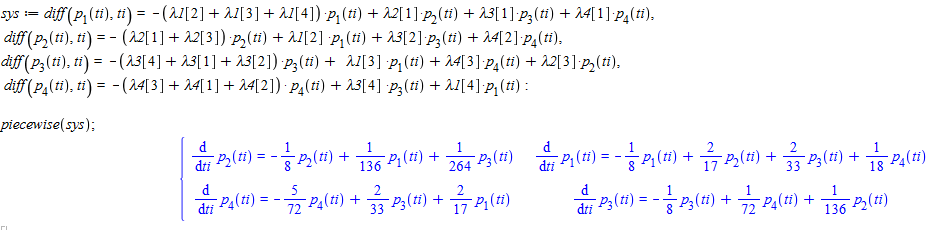 sys := diff(p₁(ti), ti) = −(λ1[2] + λ1[3] + λ1[4])·p₁(ti) + λ2[1]·p₂(ti) + λ3[1]·p₃(ti) + λ4[1]·p₄(ti),
diff(p₂(ti), ti) = −(λ2[1] + λ2[3])·p₂(ti) + λ1[2]·p₁(ti) + λ3[2]·p₃(ti) + λ4[2]·p₄(ti),
diff(p₃(ti), ti) = −(λ3[4] + λ3[1] + λ3[2])·p₃(ti) + λ1[3]·p₁(ti) + λ4[3]·p₄(ti) + λ2[3]·p₂(ti),
diff(p₄(ti), ti) = −(λ4[3] + λ4[1] + λ4[2])·p₄(ti) + λ3[4]·p₃(ti) + λ1[4]·p₁(ti) :
piecewise(sys);
{ d/dti p₂(ti) = −1/8 p₂(ti) + 1/136 p₁(ti) + 1/264 p₃(ti) d/dti p₁(ti) = −1/8 p₁(ti) + 2/17 p₂(ti) + 2/33 p₃(ti) + 1/18 p₄(ti)
d/dti p₄(ti) = −5/72 p₄(ti) + 2/33 p₃(ti) + 2/17 p₁(ti) d/dti p₃(ti) = −1/8 p₃(ti) + 1/72 p₄(ti) + 1/136 p₂(ti)